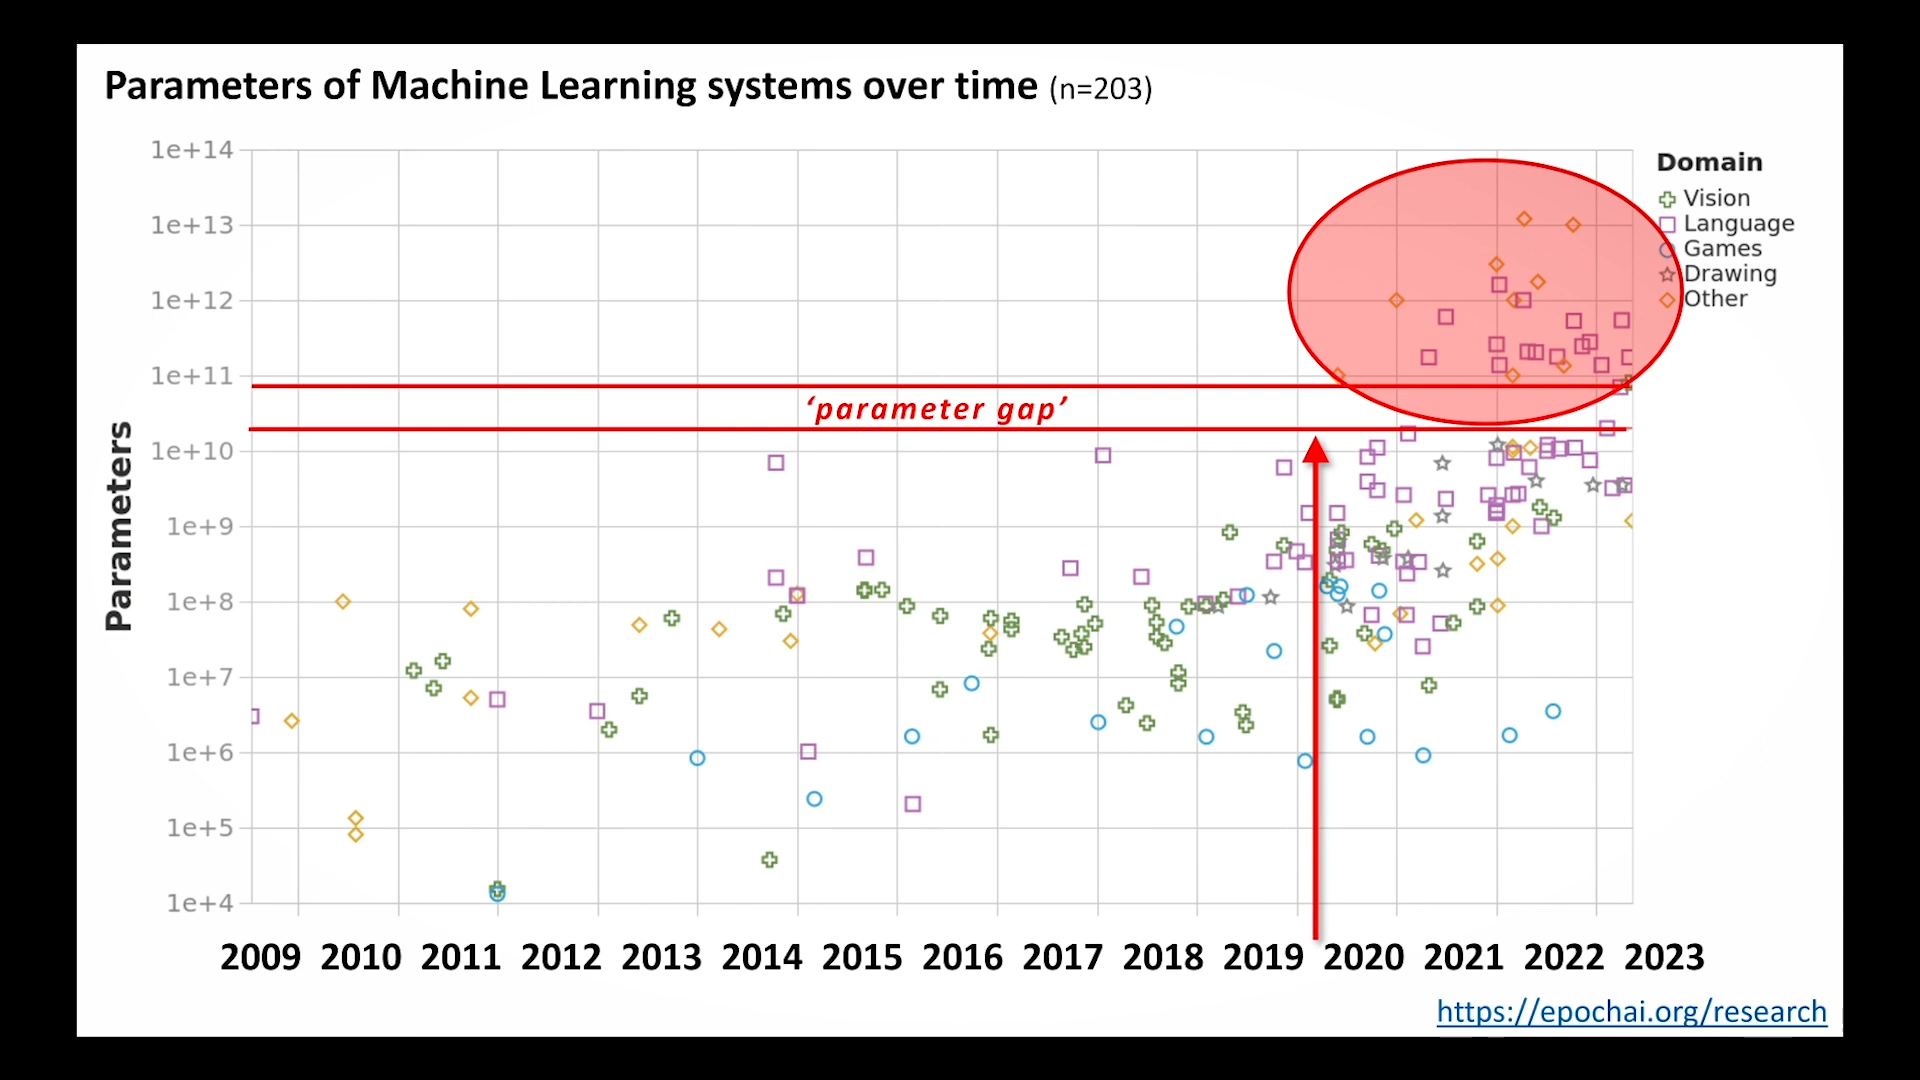 Parameters of Machine Learning systems over time (n=203)
1e+14
1e+13
1e+12
1e+11
1e+10
1e+9
1e+8
1e+7
1e+6
1e+5
1e+4
Parameters
‘parameter gap’
Domain
Vision
Language
Games
Drawing
Other
2009 2010 2011 2012 2013 2014 2015 2016 2017 2018 2019 2020 2021 2022 2023
https://epochai.org/research